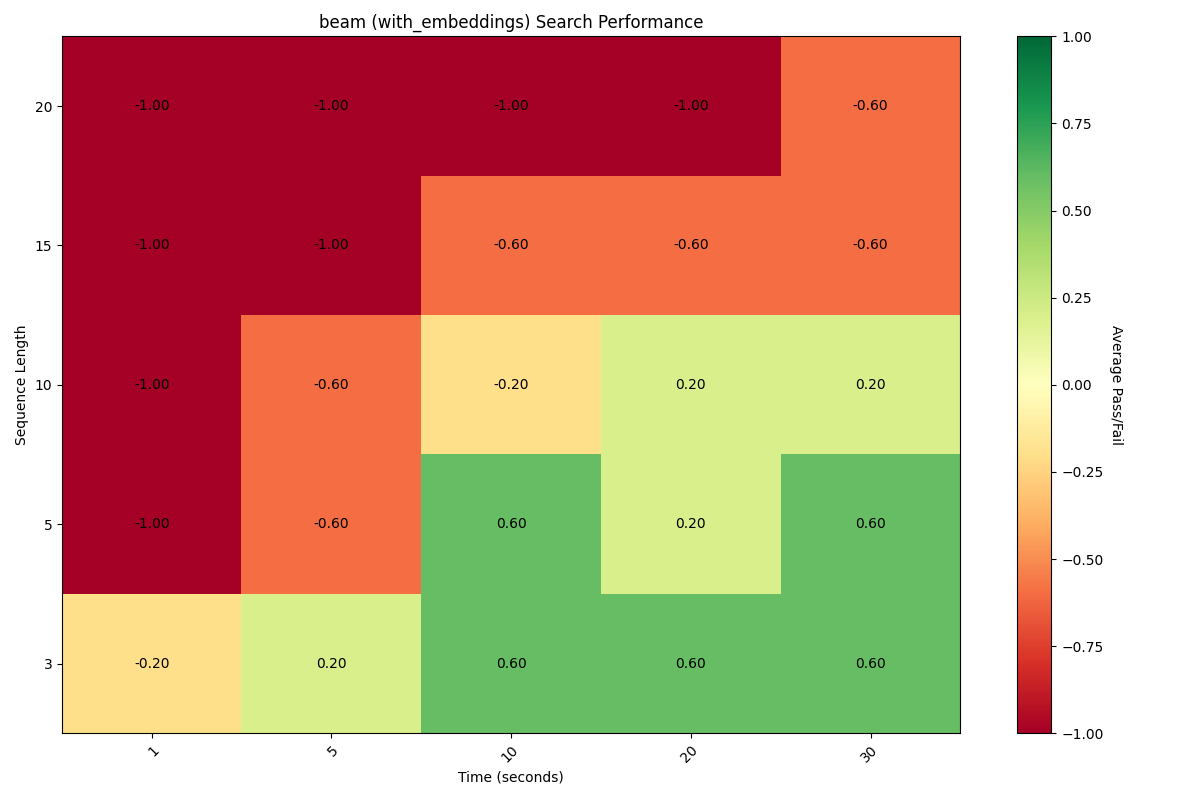 beam (with_embeddings) Search Performance
20 -1.00 -1.00 -1.00 -1.00 -0.60
15 -1.00 -1.00 -0.60 -0.60 -0.60
10 -1.00 -0.60 -0.20 0.20 0.20
5 -1.00 -0.60 0.60 0.20 0.60
3 -0.20 0.20 0.60 0.60 0.60
1 5 10 20 30
Time (seconds)
Sequence Length
1.00
0.75
0.50
0.25
0.00
−0.25
−0.50
−0.75
−1.00
Average Pass/Fail